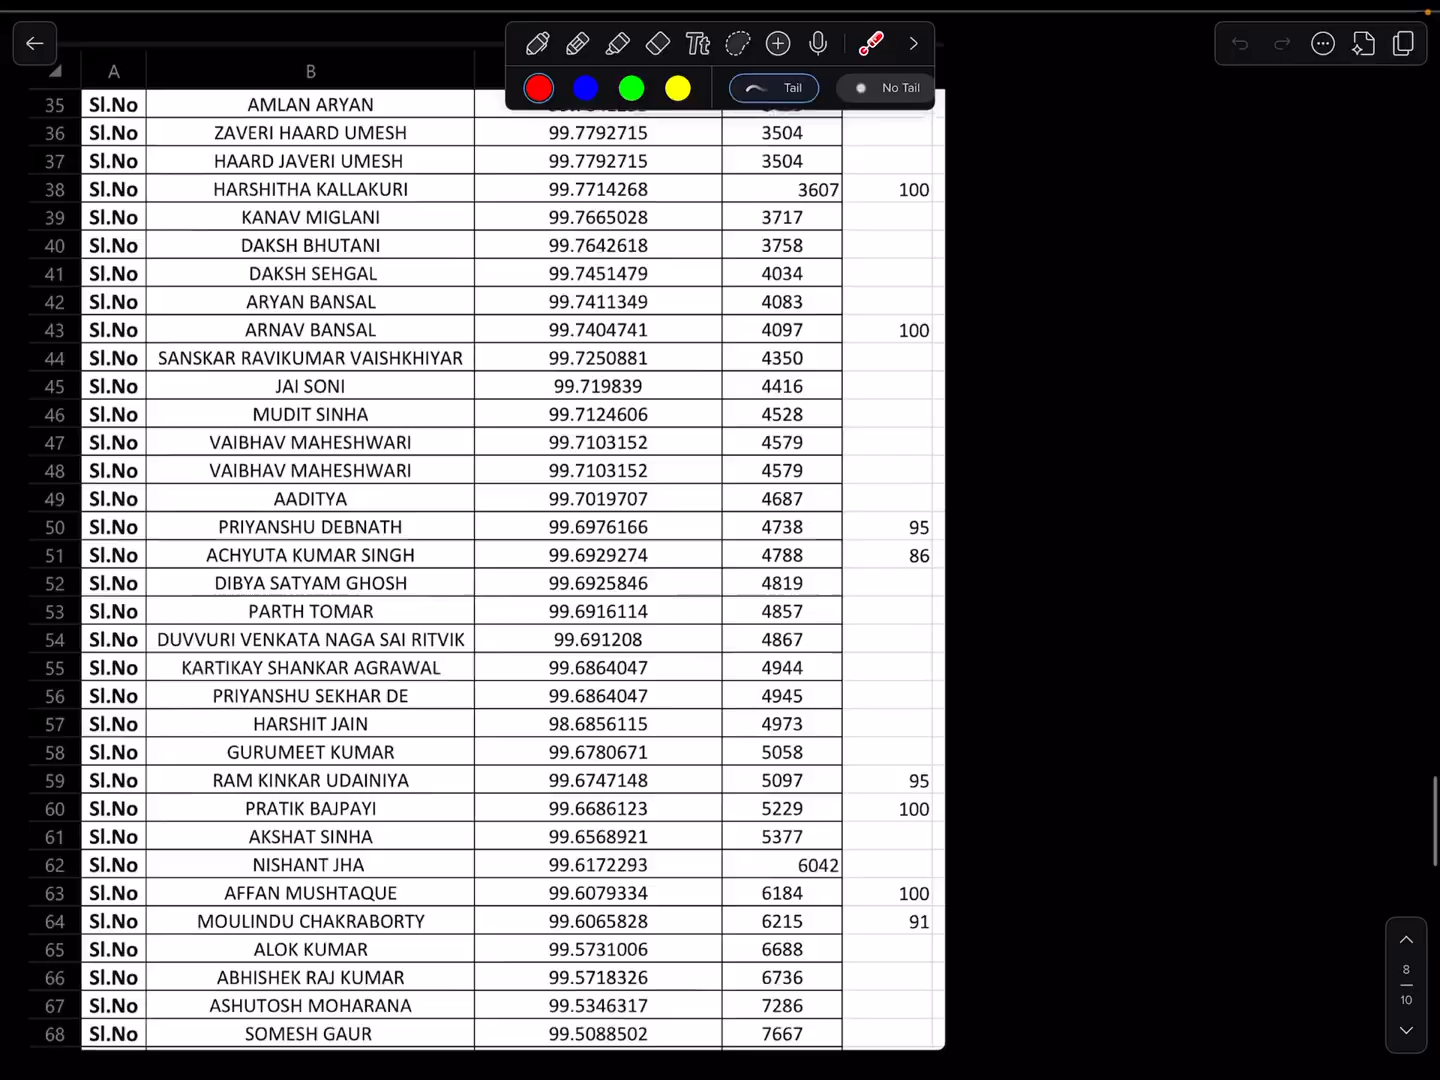 Tt
Tail
No Tail
A B
35 Sl.No AMLAN ARYAN
36 Sl.No ZAVERI HAARD UMESH 99.7792715 3504
37 Sl.No HAARD JAVERI UMESH 99.7792715 3504
38 Sl.No HARSHITHA KALLAKURI 99.7714268 3607 100
39 Sl.No KANAV MIGLANI 99.7665028 3717
40 Sl.No DAKSH BHUTANI 99.7642618 3758
41 Sl.No DAKSH SEHGAL 99.7451479 4034
42 Sl.No ARYAN BANSAL 99.7411349 4083
43 Sl.No ARNAV BANSAL 99.7404741 4097 100
44 Sl.No SANSKAR RAVIKUMAR VAISHKHIYAR 99.7250881 4350
45 Sl.No JAI SONI 99.719839 4416
46 Sl.No MUDIT SINHA 99.7124606 4528
47 Sl.No VAIBHAV MAHESHWARI 99.7103152 4579
48 Sl.No VAIBHAV MAHESHWARI 99.7103152 4579
49 Sl.No AADITYA 99.7019707 4687
50 Sl.No PRIYANSHU DEBNATH 99.6976166 4738 95
51 Sl.No ACHYUTA KUMAR SINGH 99.6929274 4788 86
52 Sl.No DIBYA SATYAM GHOSH 99.6925846 4819
53 Sl.No PARTH TOMAR 99.6916114 4857
54 Sl.No DUVVURI VENKATA NAGA SAI RITVIK 99.691208 4867
55 Sl.No KARTIKAY SHANKAR AGRAWAL 99.6864047 4944
56 Sl.No PRIYANSHU SEKHAR DE 99.6864047 4945
57 Sl.No HARSHIT JAIN 98.6856115 4973
58 Sl.No GURUMEET KUMAR 99.6780671 5058
59 Sl.No RAM KINKAR UDAINIYA 99.6747148 5097 95
60 Sl.No PRATIK BAJPAYI 99.6686123 5229 100
61 Sl.No AKSHAT SINHA 99.6568921 5377
62 Sl.No NISHANT JHA 99.6172293 6042
63 Sl.No AFFAN MUSHTAQUE 99.6079334 6184 100
64 Sl.No MOULINDU CHAKRABORTY 99.6065828 6215 91
65 Sl.No ALOK KUMAR 99.5731006 6688
66 Sl.No ABHISHEK RAJ KUMAR 99.5718326 6736
67 Sl.No ASHUTOSH MOHARANA 99.5346317 7286
68 Sl.No SOMESH GAUR 99.5088502 7667
8
10